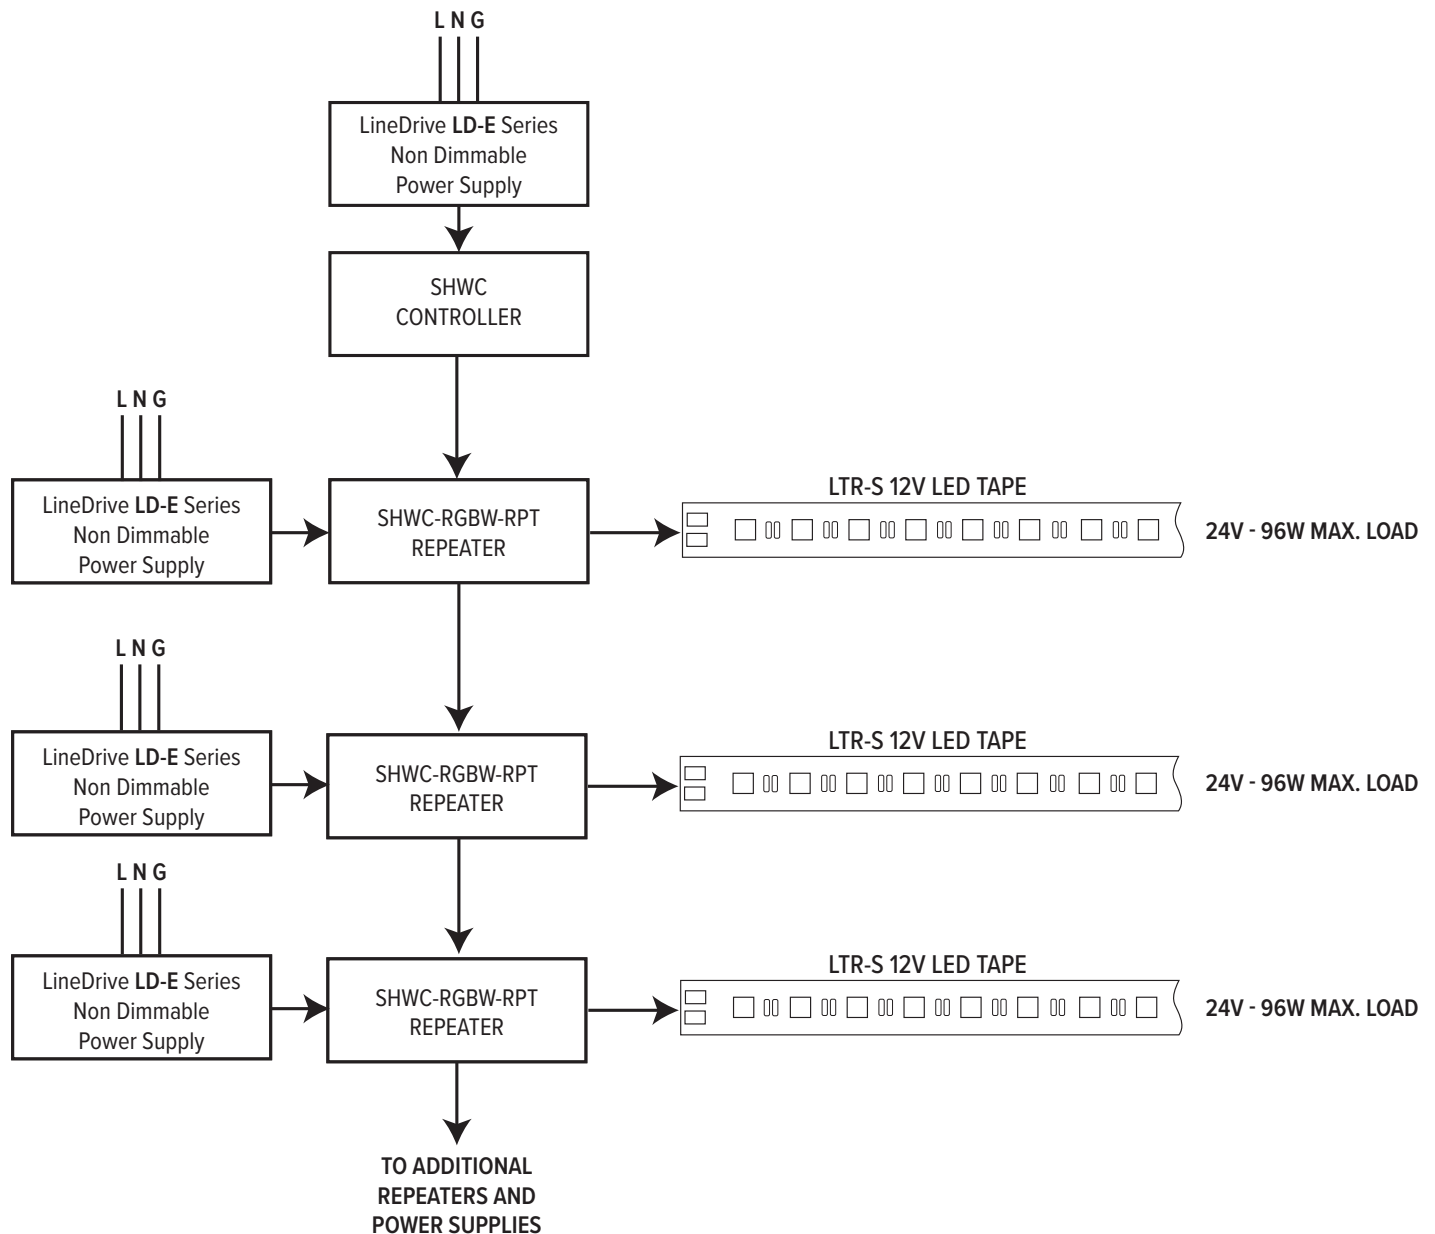 L N G
LineDrive LD-E Series
Non Dimmable
Power Supply
SHWC
CONTROLLER
L N G
LineDrive LD-E Series
Non Dimmable
Power Supply
SHWC-RGBW-RPT
REPEATER
LTR-S 12V LED TAPE
24V - 96W MAX. LOAD
L N G
LineDrive LD-E Series
Non Dimmable
Power Supply
SHWC-RGBW-RPT
REPEATER
LTR-S 12V LED TAPE
24V - 96W MAX. LOAD
L N G
LineDrive LD-E Series
Non Dimmable
Power Supply
SHWC-RGBW-RPT
REPEATER
LTR-S 12V LED TAPE
24V - 96W MAX. LOAD
TO ADDITIONAL
REPEATERS AND
POWER SUPPLIES